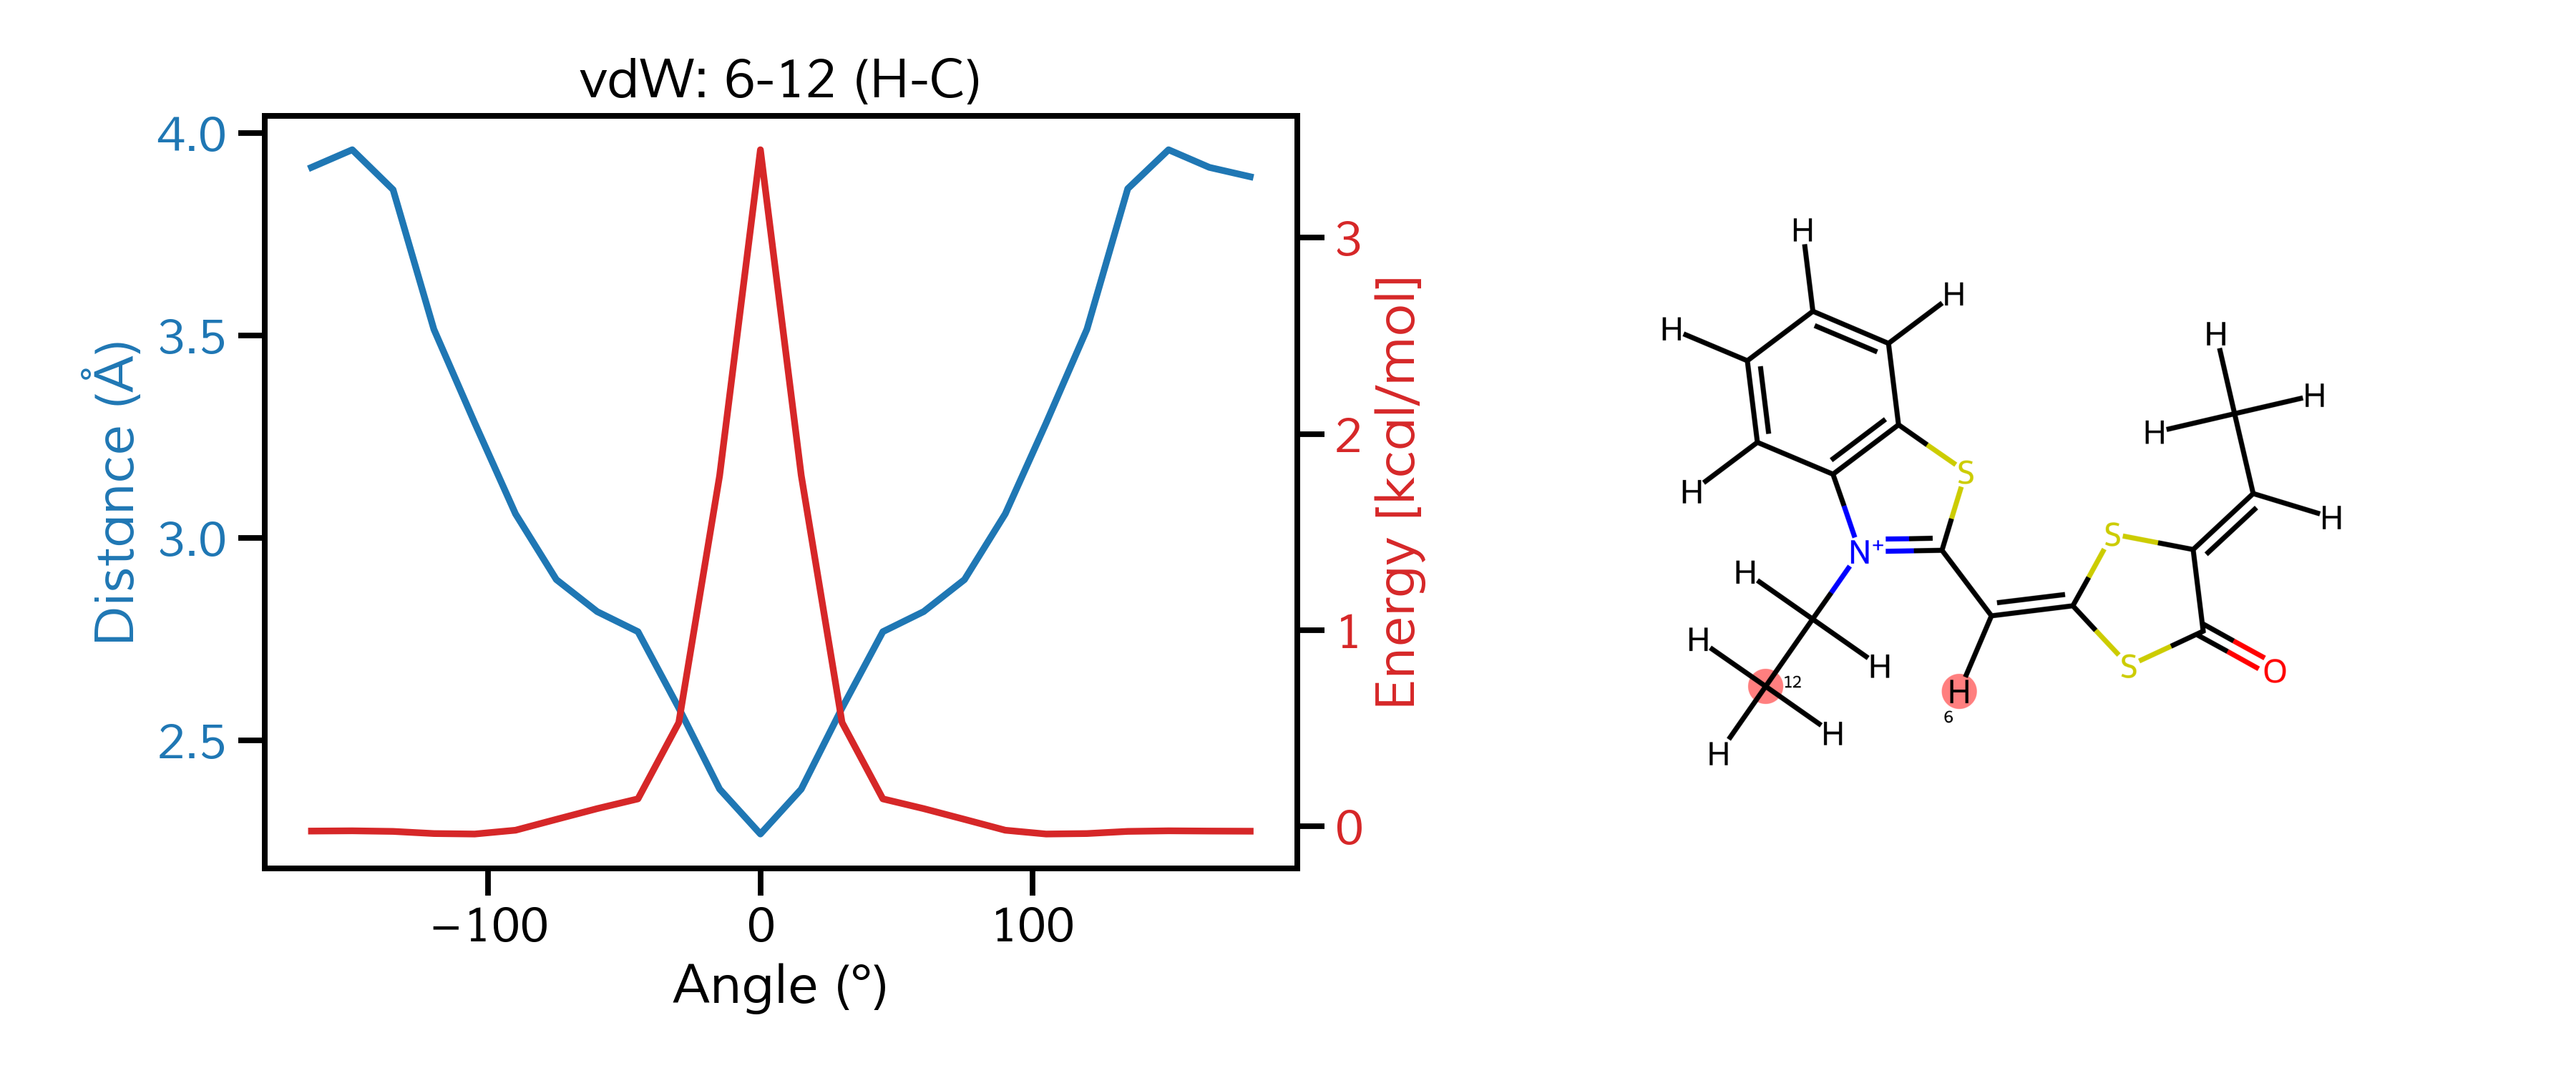 vdW: 6-12 (H-C)
4.0
3.5
3.0
2.5
Distance (Å)
3
2
1
0
Energy [kcal/mol]
−100
0
100
Angle (°)
H
H
H
H
S
N+
H
H
H
12
H
H
H
6
H
H
H
H
S
S
O